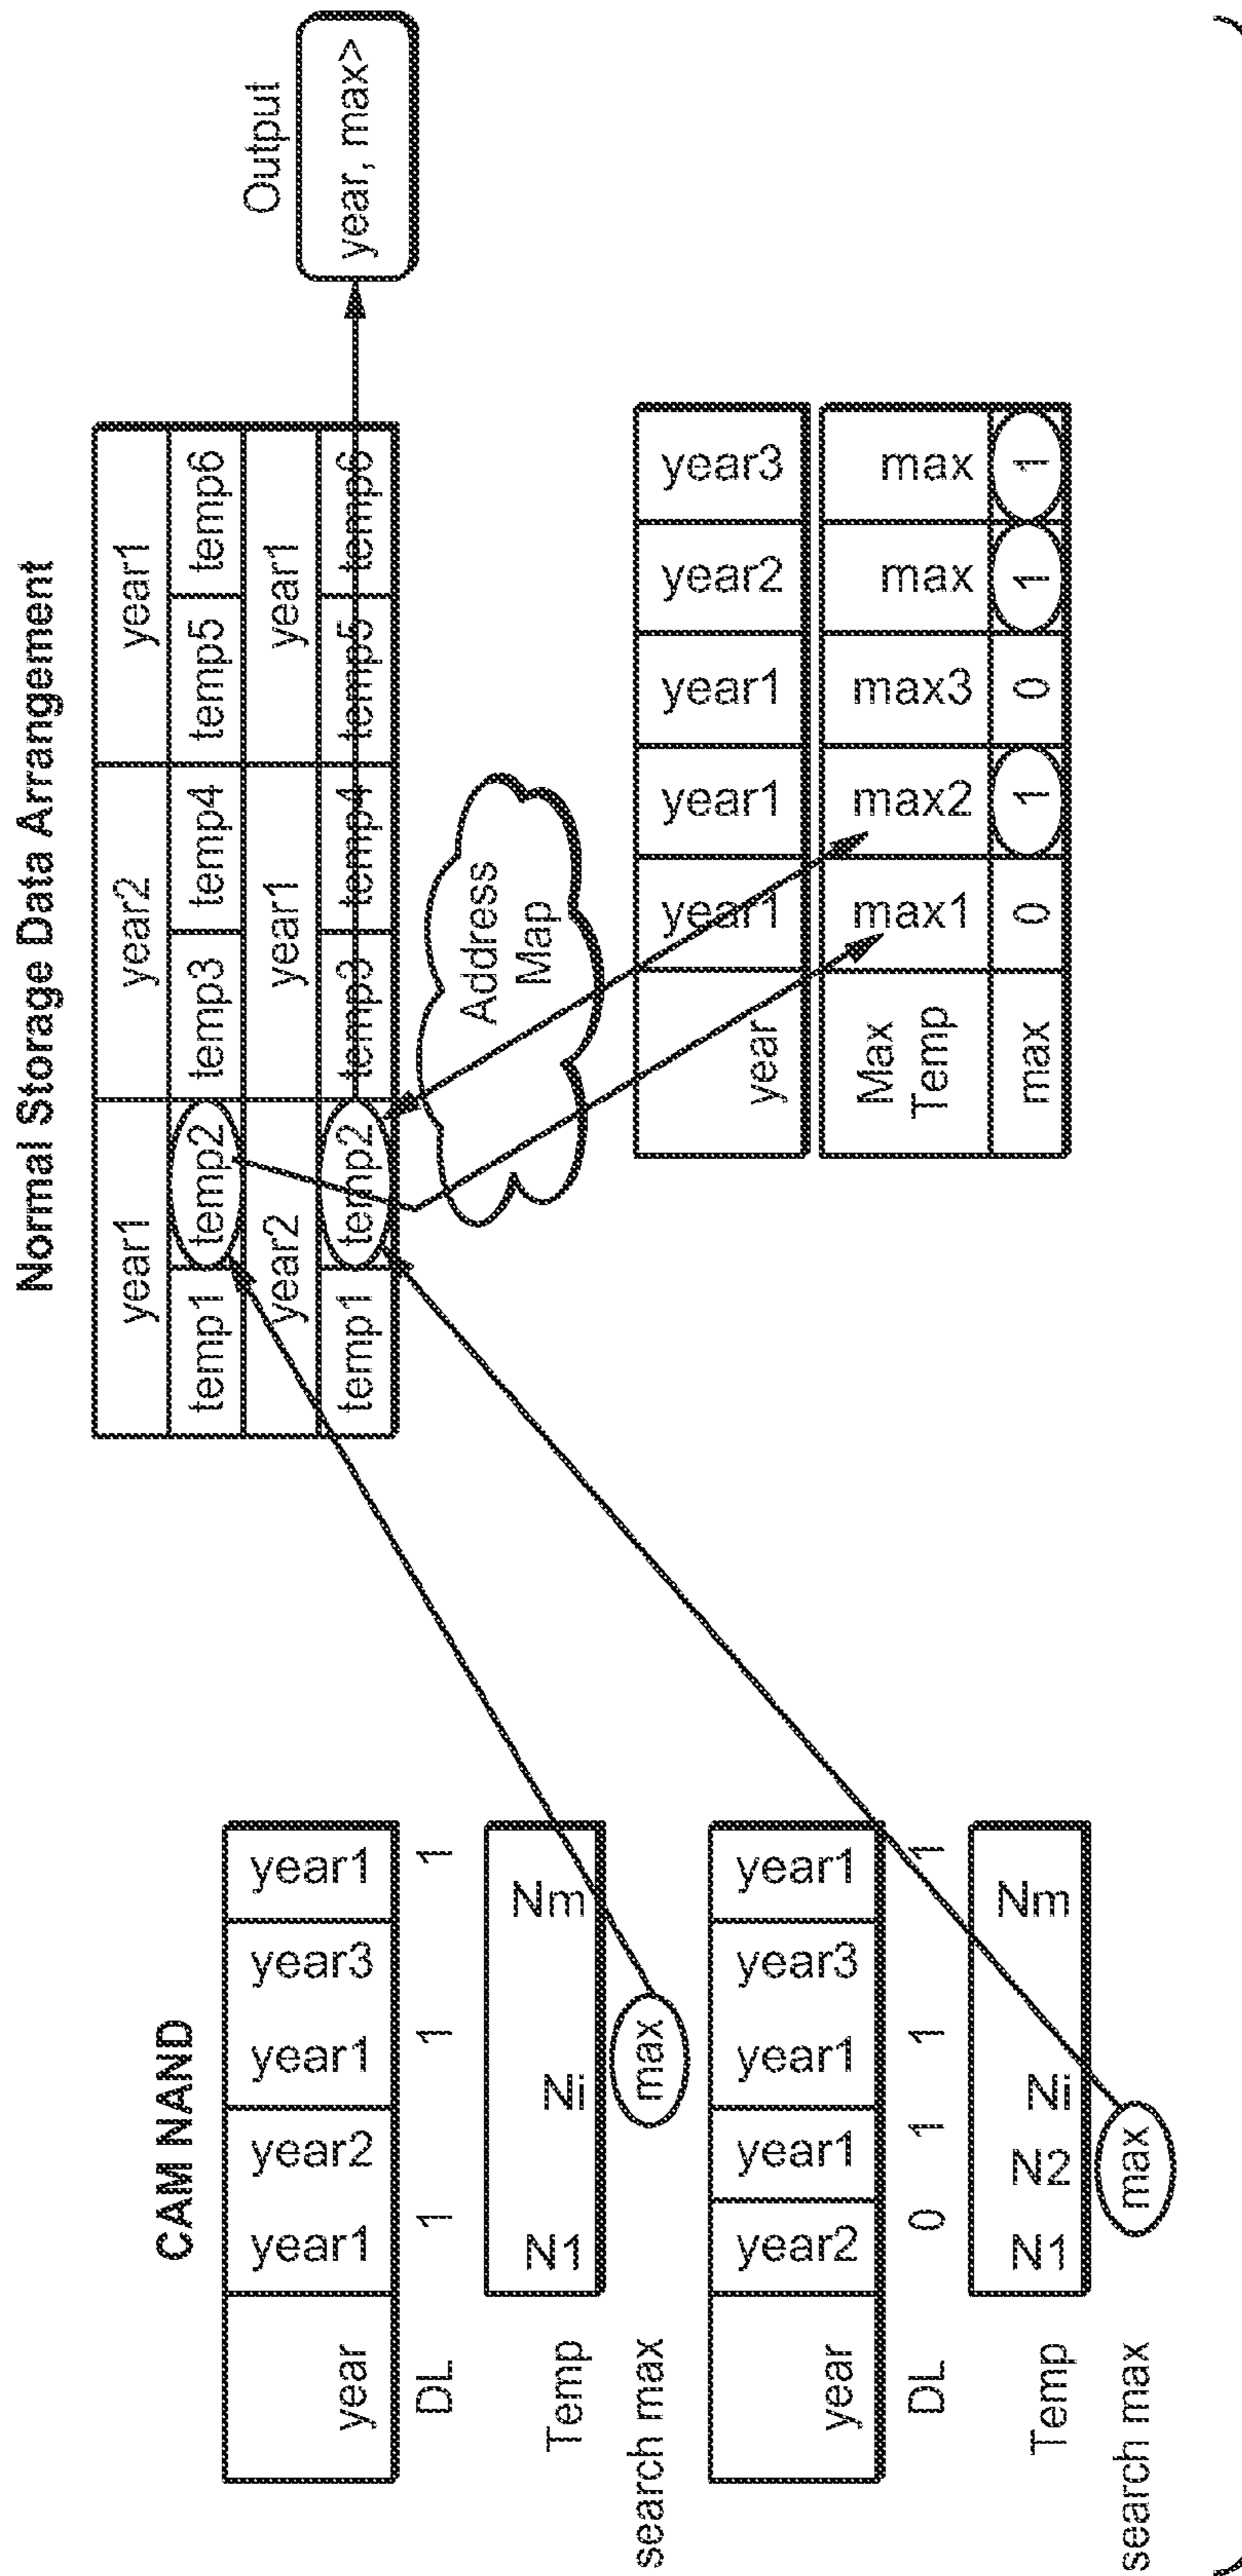 CAM NAND
year year1 year2 year1 year3 year1
DL 1 1 1
Temp N1 Ni Nm
search max max
year year2 year1 year1 year3 year1
DL 0 1 1 1
Temp N1 N2 Ni Nm
search max max
Normal Storage Data Arrangement
year1 year2 year1
temp1 temp2 temp3 temp4 temp5 temp6
year2 year1 year1
temp1 temp2 temp3 temp4 temp5 temp6
Address
Map
year year1 year1 year1 year2 year3
Max
Temp max1 max2 max3 max max
max 0 1 0 1 1
Output
year, max>